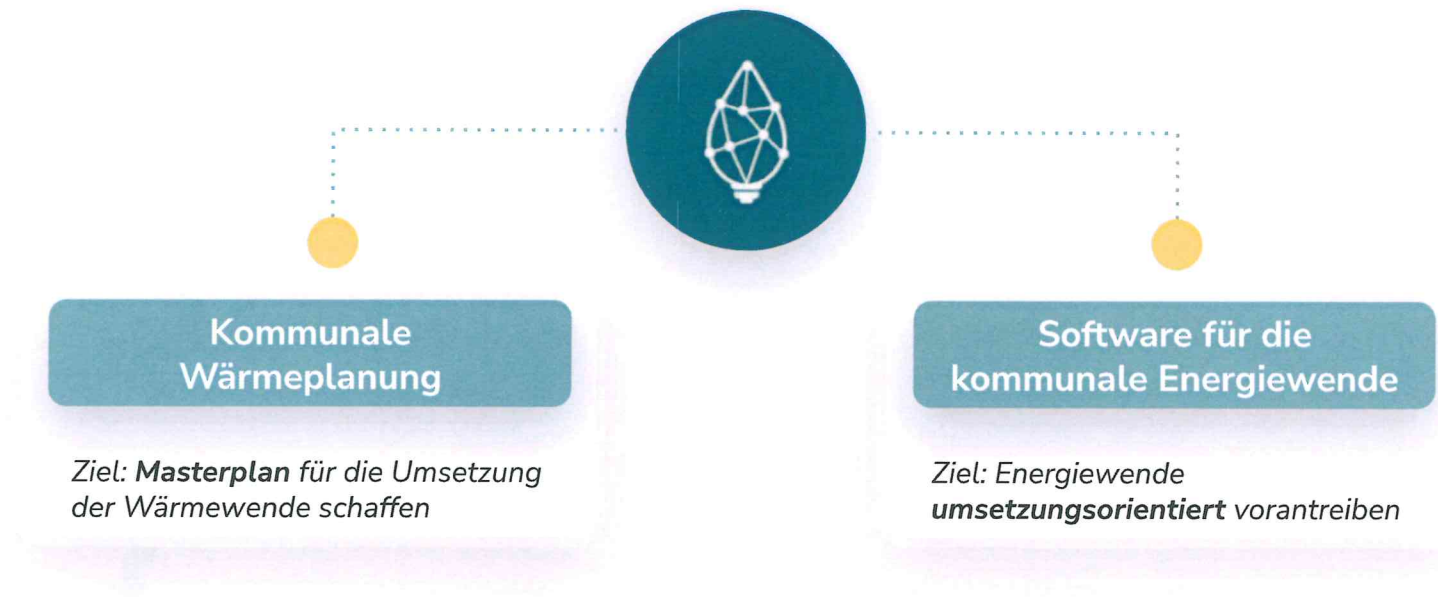 Kommunale
Wärmeplanung
Ziel: Masterplan für die Umsetzung
der Wärmewende schaffen
Software für die
kommunale Energiewende
Ziel: Energiewende
umsetzungsorientiert vorantreiben